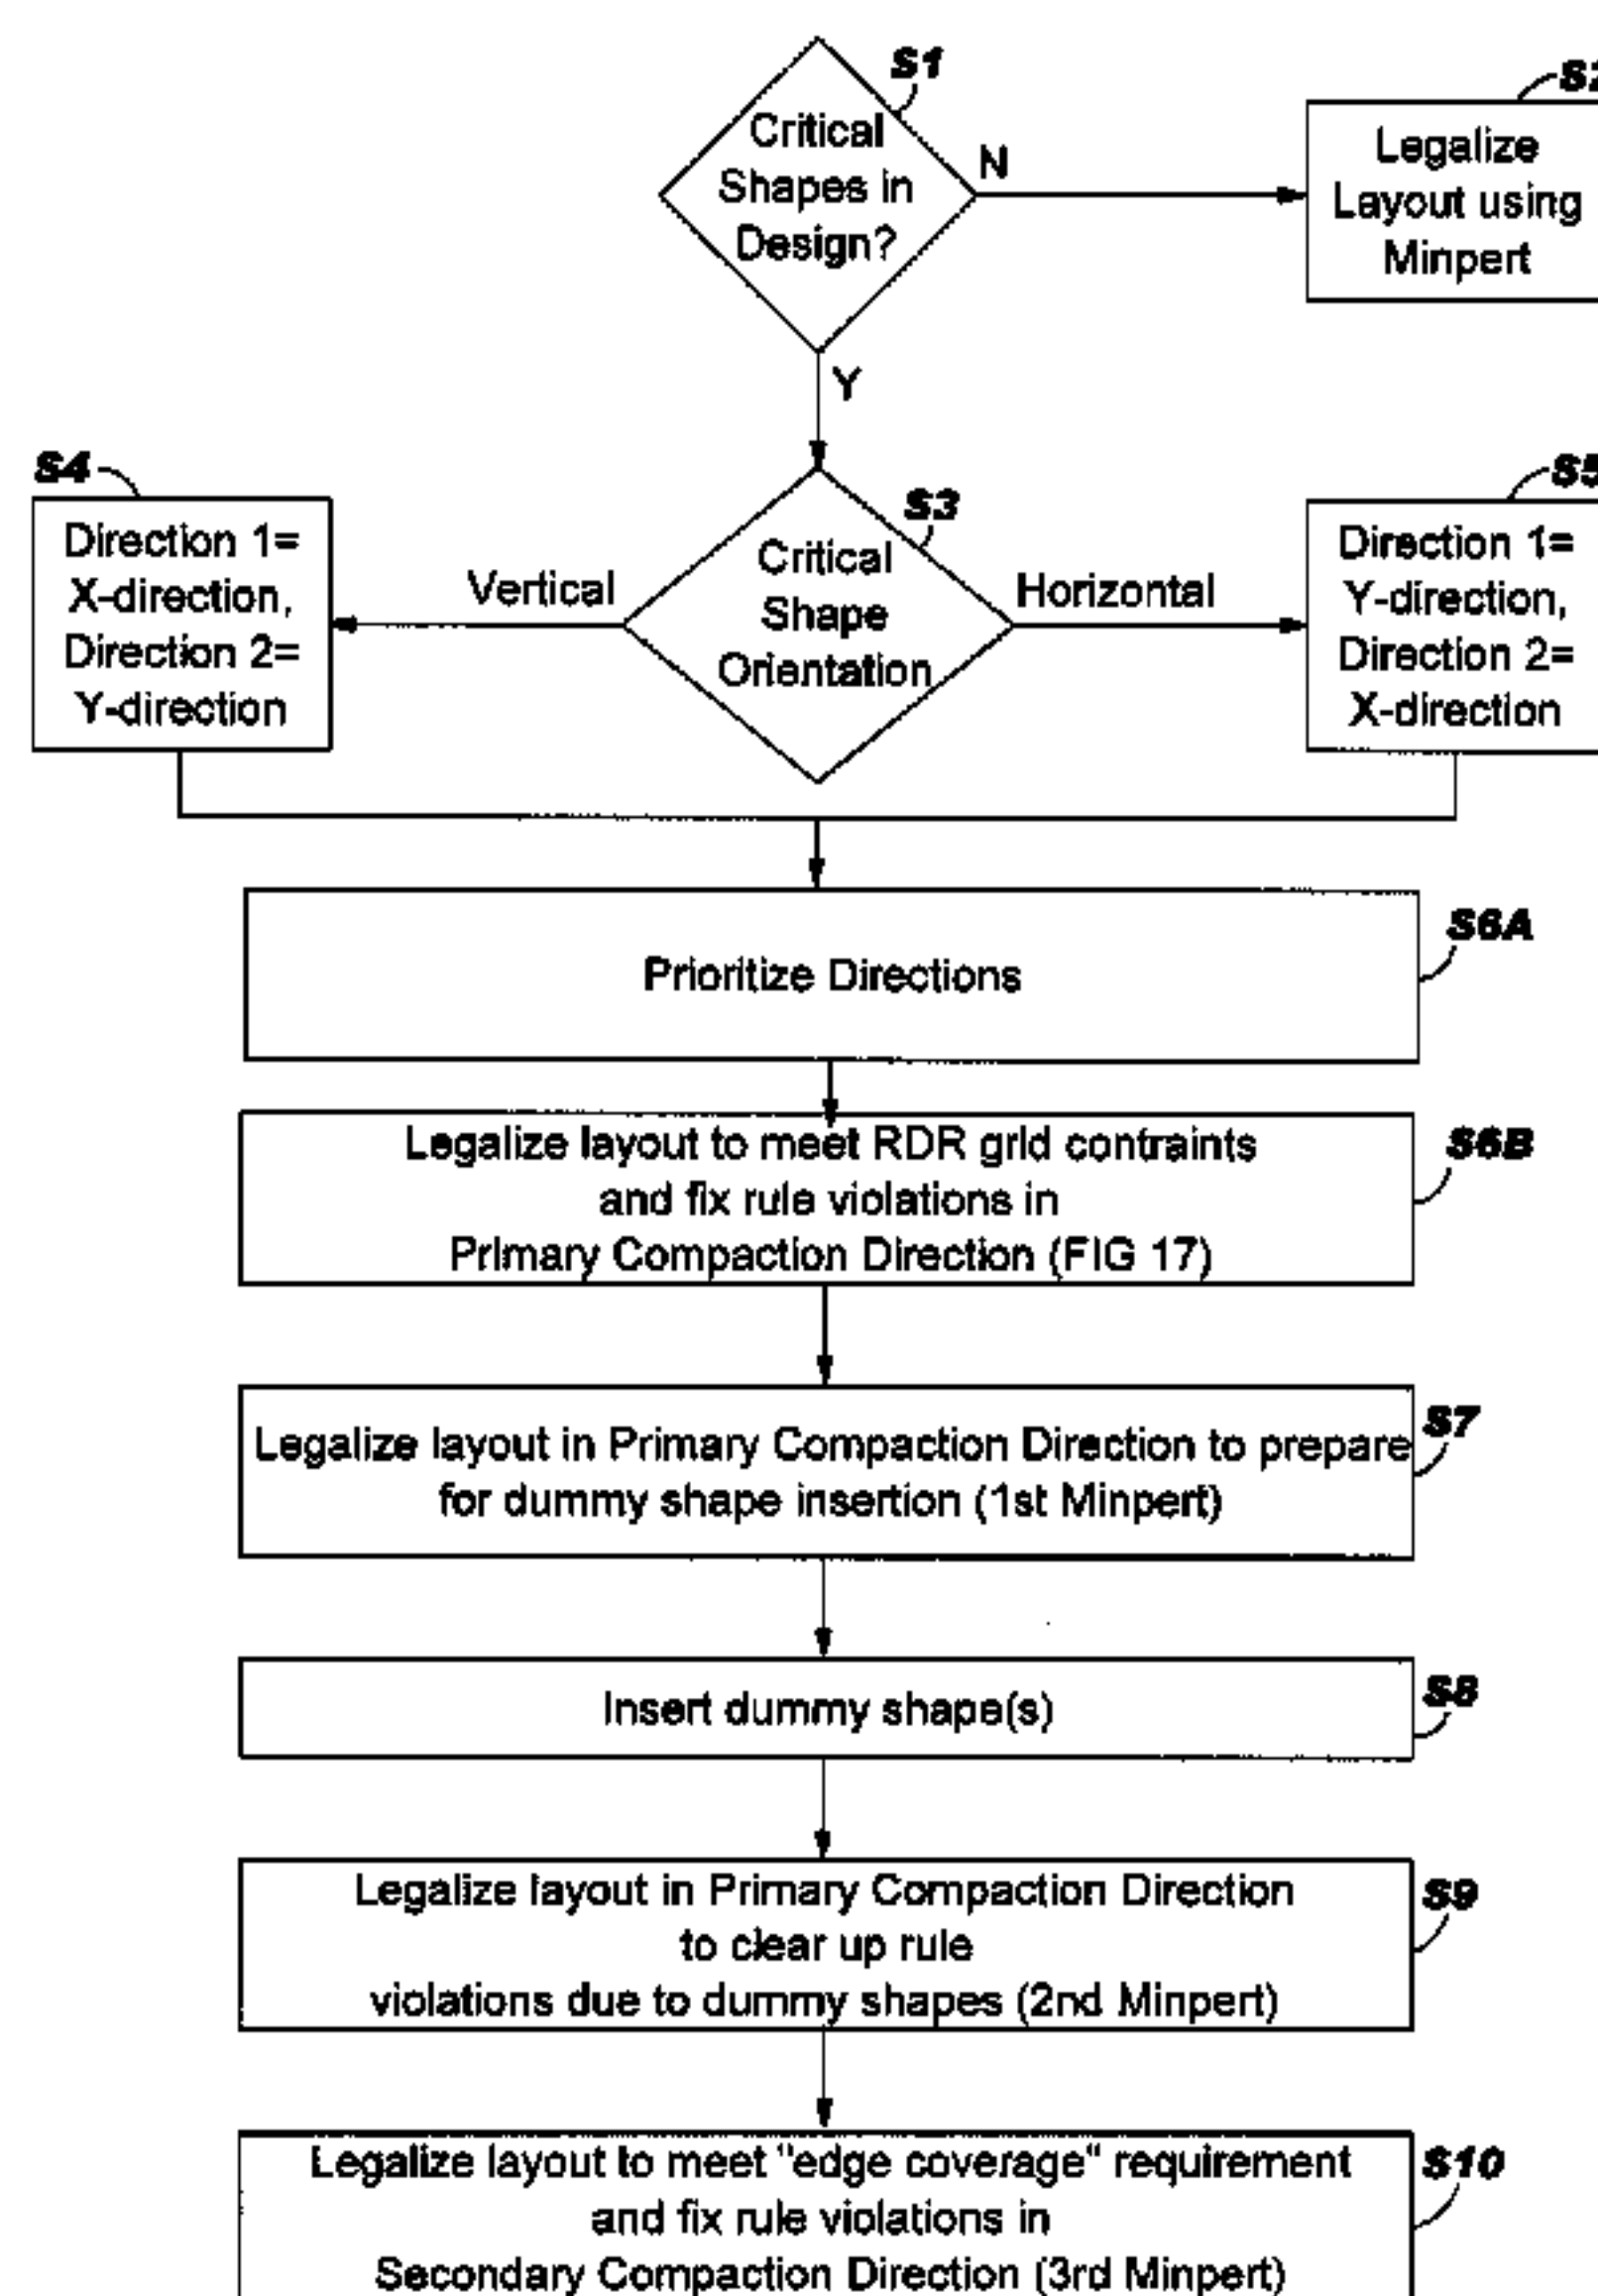 S1
Critical
Shapes in
Design?
N
S2
Legalize
Layout using
Minpert
Y
S4
Direction 1=
X-direction,
Direction 2=
Y-direction
Vertical
S3
Critical
Shape
Orientation
Horizontal
S5
Direction 1=
Y-direction,
Direction 2=
X-direction
Prioritize Directions
S6A
Legalize layout to meet RDR grid contraints
and fix rule violations in
Primary Compaction Direction (FIG 17)
S6B
Legalize layout in Primary Compaction Direction to prepare
for dummy shape insertion (1st Minpert)
S7
Insert dummy shape(s)
S8
Legalize layout in Primary Compaction Direction
to clear up rule
violations due to dummy shapes (2nd Minpert)
S9
Legalize layout to meet "edge coverage" requirement
and fix rule violations in
Secondary Compaction Direction (3rd Minpert)
S10